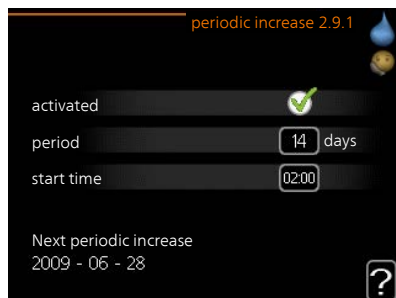 periodic increase 2.9.1
activated
period 14 days
start time 02:00
Next periodic increase
2009 - 06 - 28
?